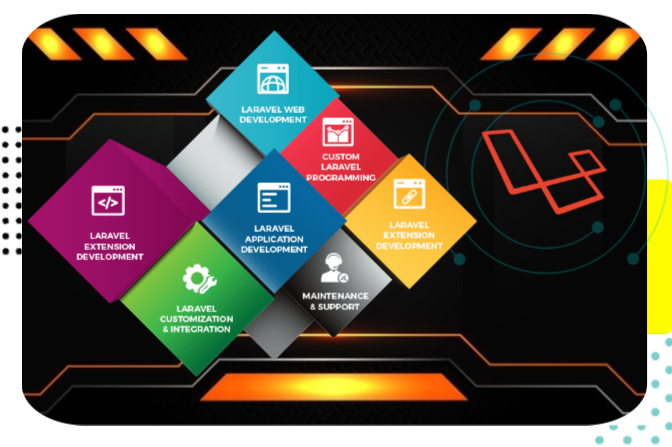 LARAVEL WEB
DEVELOPMENT
CUSTOM
LARAVEL
PROGRAMMING
LARAVEL
EXTENSION
DEVELOPMENT
LARAVEL
APPLICATION
DEVELOPMENT
LARAVEL
EXTENSION
DEVELOPMENT
LARAVEL
CUSTOMIZATION
& INTEGRATION
MAINTENANCE
& SUPPORT